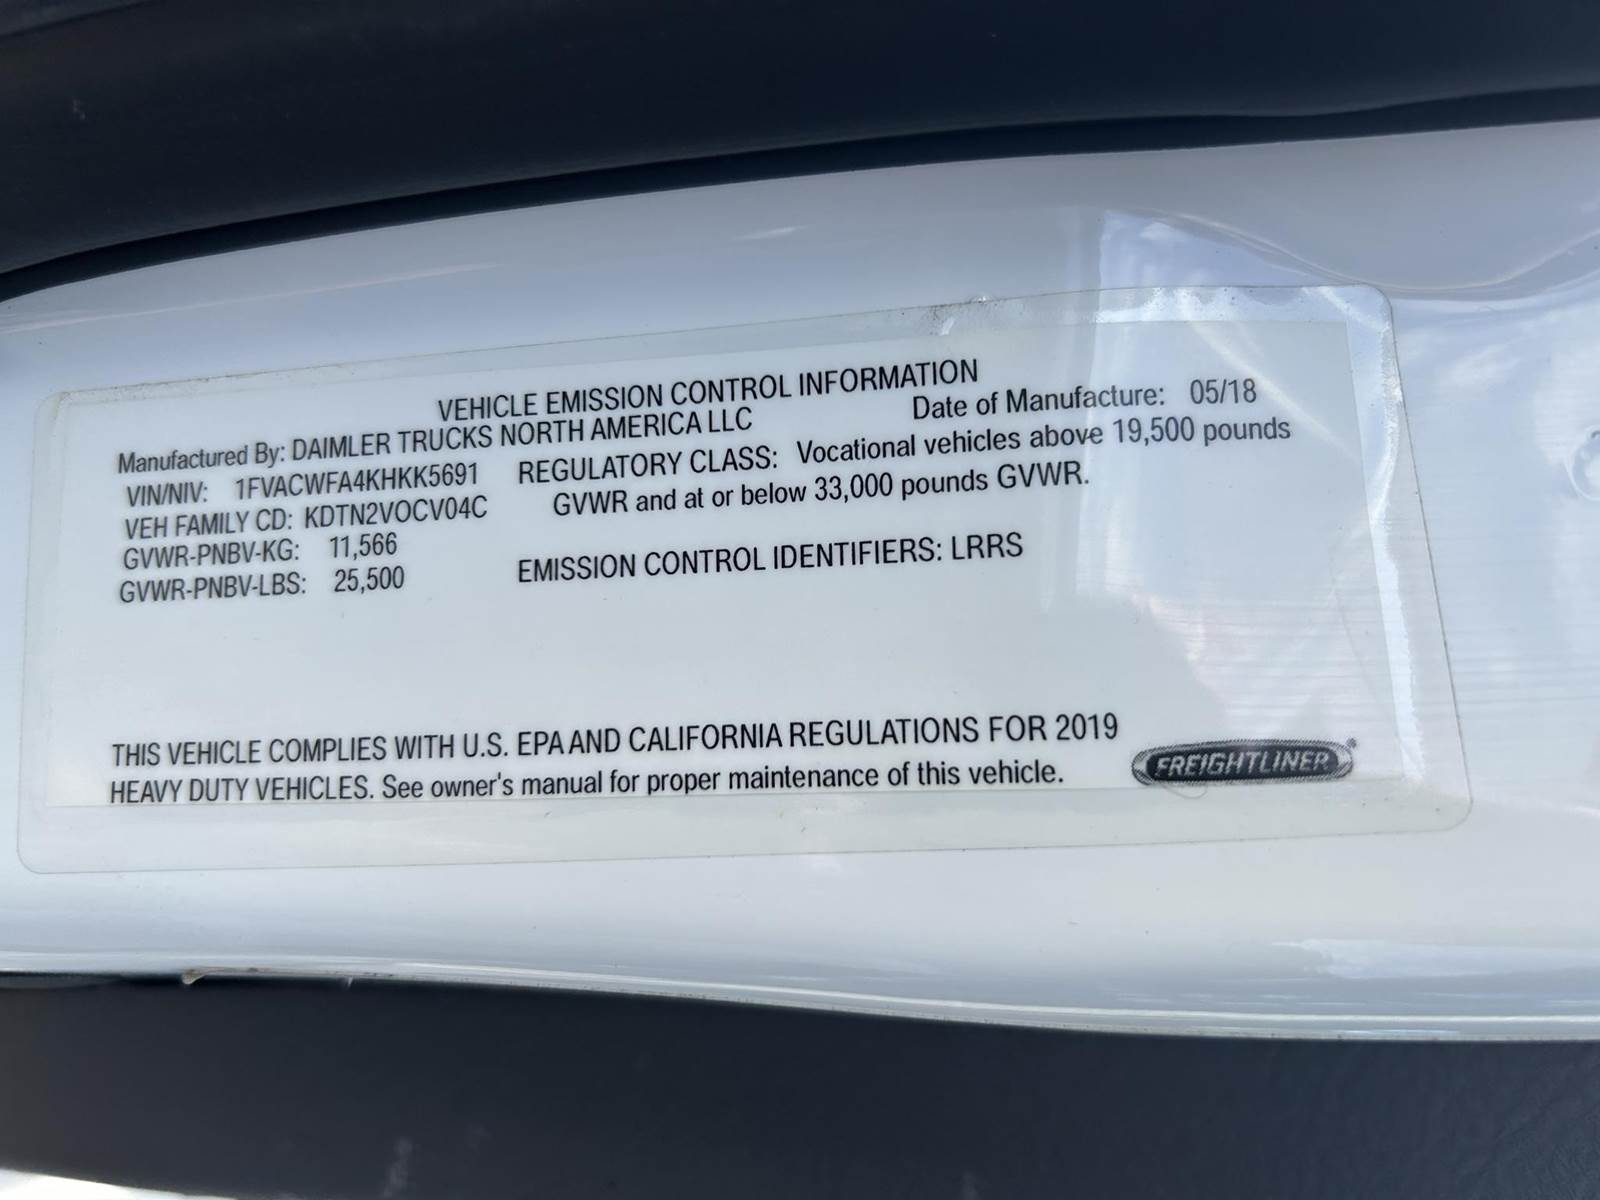 VEHICLE EMISSION CONTROL INFORMATION
Manufactured By: DAIMLER TRUCKS NORTH AMERICA LLC Date of Manufacture: 05/18
VIN/NIV: 1FVACWFA4KHKK5691 REGULATORY CLASS: Vocational vehicles above 19,500 pounds
VEH FAMILY CD: KDTN2VOCV04C GVWR and at or below 33,000 pounds GVWR.
GVWR-PNBV-KG: 11,566
GVWR-PNBV-LBS: 25,500 EMISSION CONTROL IDENTIFIERS: LRRS
THIS VEHICLE COMPLIES WITH U.S. EPA AND CALIFORNIA REGULATIONS FOR 2019
HEAVY DUTY VEHICLES. See owner's manual for proper maintenance of this vehicle.
FREIGHTLINER